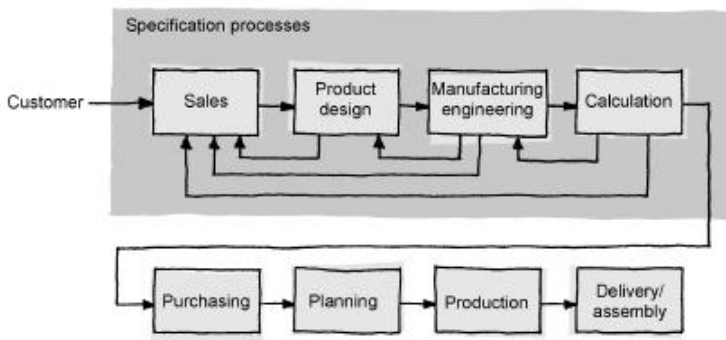 Specification processes
Customer
Sales
Product
design
Manufacturing
engineering
Calculation
Purchasing
Planning
Production
Delivery/
assembly